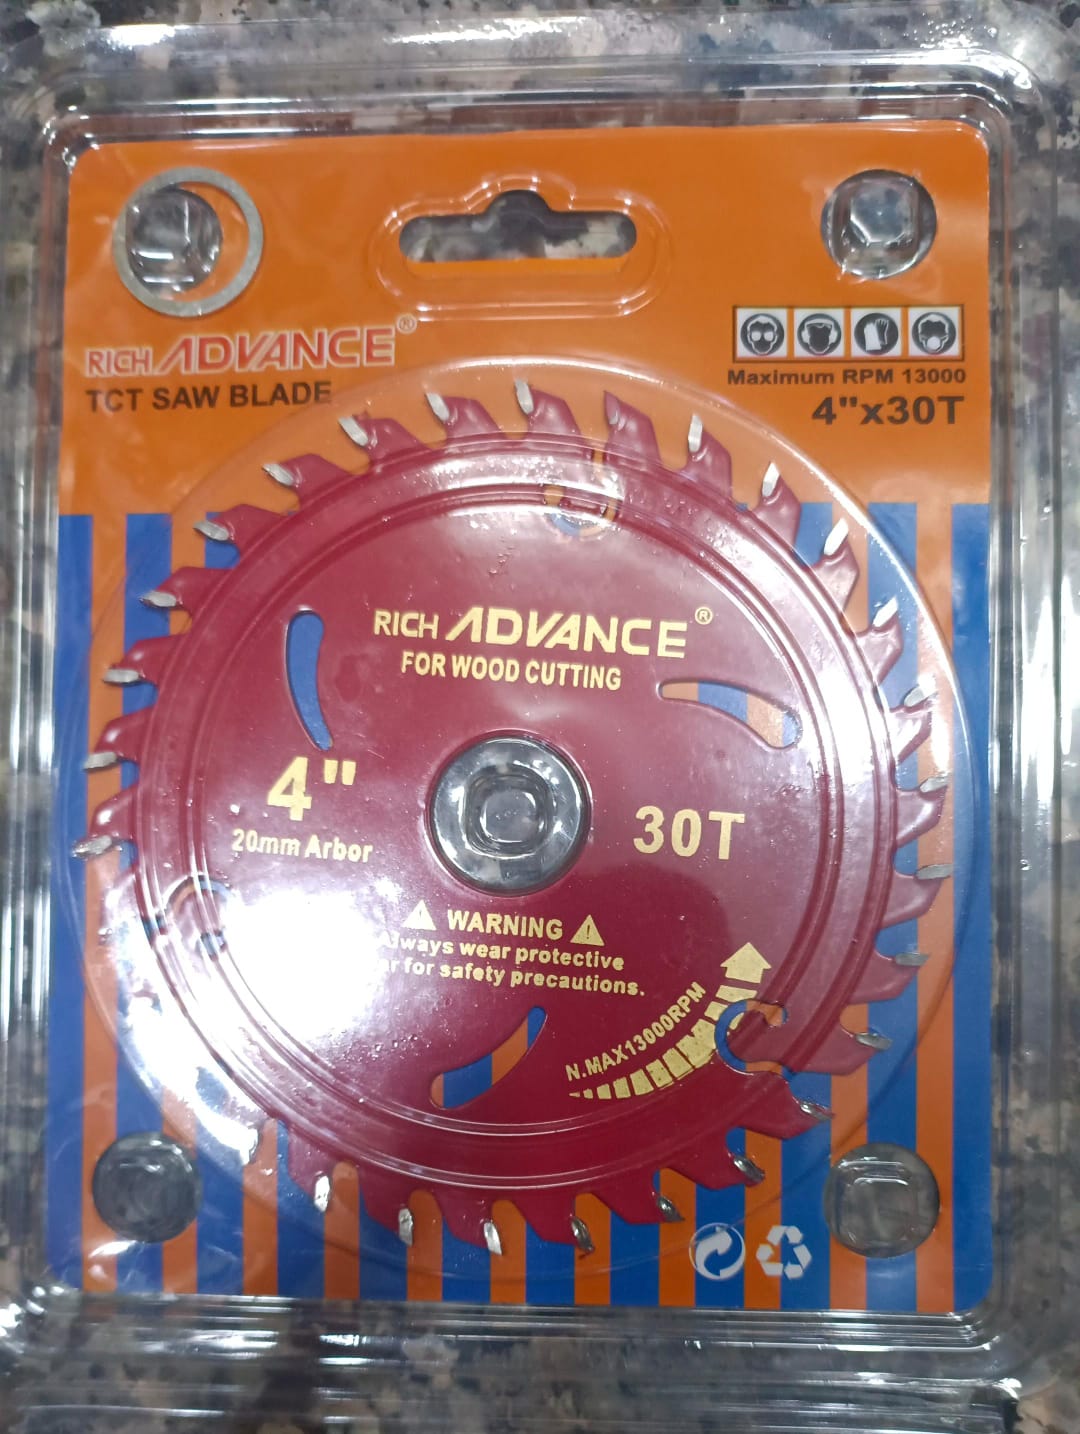 RICH ADVANCE®
TCT SAW BLADE
Maximum RPM 13000
4"x30T
RICH ADVANCE®
FOR WOOD CUTTING
4"
20mm Arbor
30T
WARNING
Always wear protective
for safety precautions.
N.MAX13000RPM